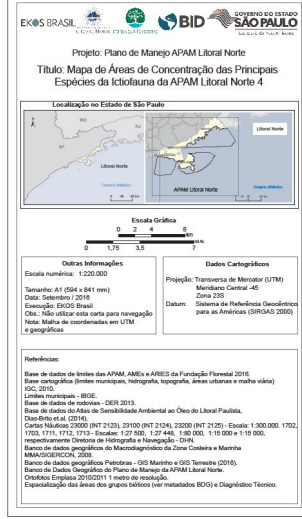 EKOS BRASIL
BID
GOVERNO DO ESTADO
SÃO PAULO
Projeto: Plano de Manejo APAM Litoral Norte
Título: Mapa de Áreas de Concentração das Principais
Espécies da Ictiofauna da APAM Litoral Norte 4
Localização no Estado de São Paulo
MG
SP
Litoral Norte
Oceano Atlântico
Litoral Norte
APAM Litoral Norte
Oceano Atlântico
Escala Gráfica
0 2 4 8
km
M.N.
0 1,75 3,5 7
Outras Informações
Escala numérica: 1:220.000
Tamanho: A1 (594 x 841 mm)
Data: Setembro / 2016
Execução: EKOS Brasil
Obs.: Não utilizar esta carta para navegação
Nota: Malha de coordenadas em UTM
e geográficas
Dados Cartográficos
Projeção: Transversa de Mercator (UTM)
Meridiano Central -45
Zona 23S
Datum: Sistema de Referência Geocêntrico
para as Américas (SIRGAS 2000)
Referências:
Base de dados de limites das APAM, AMEs e ARIES da Fundação Florestal 2016.
Base cartográfica (limites municipais, hidrografia, topografia, áreas urbanas e malha viária)
IGC, 2010.
Limites municipais - IBGE.
Base de dados de rodovias - DER 2013.
Base de dados do Atlas de Sensibilidade Ambiental ao Óleo do Litoral Paulista,
Dias-Brito et.al. (2014).
Cartas Náuticas 23000 (INT 2123), 23100 (INT 2124), 23200 (INT 2125) - Escala: 1:300.000. 1702,
1703, 1711, 1712, 1713 - Escalas: 1:27 500, 1:27 448, 1:80 000, 1:15 000 e 1:15 000,
respectivamente Diretoria de Hidrografia e Navegação - DHN.
Banco de dados geográficos do Macrodiagnóstico da Zona Costeira e Marinha
MMA/SIGERCON, 2008.
Banco de dados geográficos Petrobras - GIS Marinho e GIS Terrestre (2016).
Banco de Dados Geográfico do Plano de Manejo da APAM Litoral Norte.
Ortofotos Emplasa 2010/2011 1 metro de resolução.
Espacialização das áreas dos grupos bióticos (ver metadados BDG) e Diagnóstico Técnico.